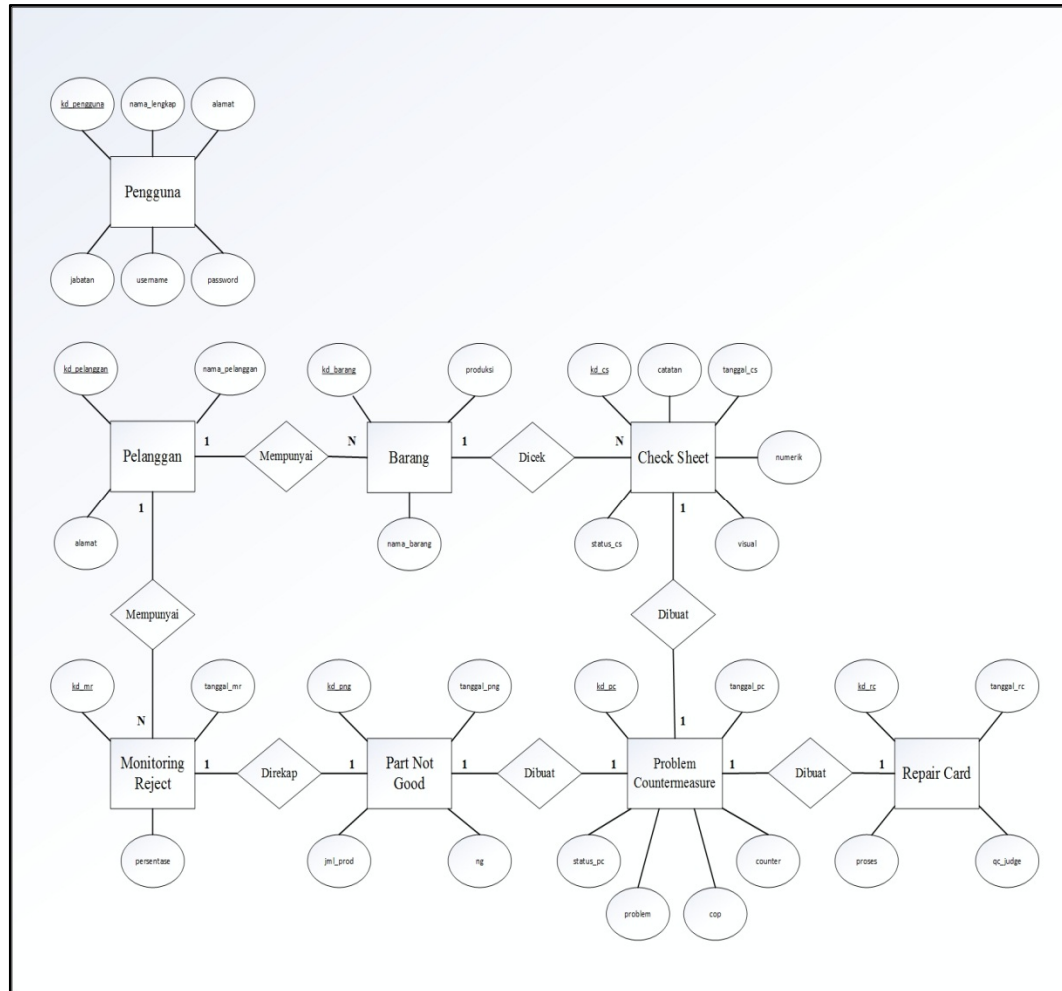 kd_pengguna
nama_lengkap
alamat
Pengguna
jabatan
username
password
kd_pelanggan
nama_pelanggan
kd_barang
produksi
kd_cs
catatan
tanggal_cs
Pelanggan
1
Mempunyai
N
Barang
1
Dicek
N
Check Sheet
numerik
1
alamat
nama_barang
status_cs
1
visual
Mempunyai
Dibuat
kd_mr
tanggal_mr
kd_png
tanggal_png
kd_pc
tanggal_pc
kd_rc
tanggal_rc
N
1
Monitoring
Reject
1
Direkap
1
Part Not
Good
1
Dibuat
1
Problem
Countermeasure
1
Dibuat
1
Repair Card
persentase
jml_prod
ng
status_pc
counter
proses
qc_judge
problem
cop